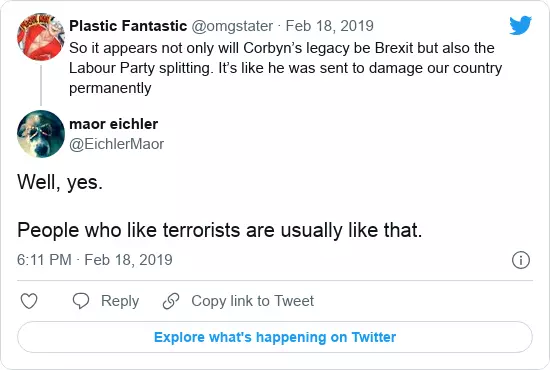 Plastic Fantastic @omgstater · Feb 18, 2019
So it appears not only will Corbyn’s legacy be Brexit but also the
Labour Party splitting. It’s like he was sent to damage our country
permanently
maor eichler
@EichlerMaor
Well, yes.
People who like terrorists are usually like that.
6:11 PM · Feb 18, 2019
Reply
Copy link to Tweet
Explore what's happening on Twitter